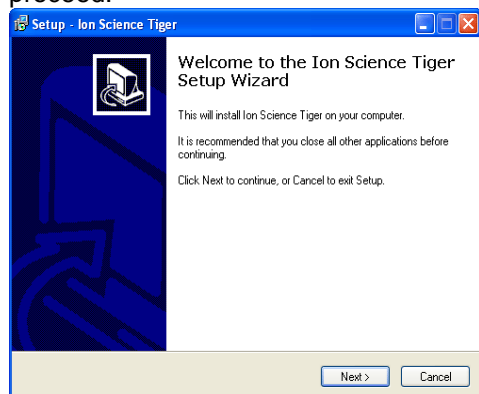 proceed.
Setup - Ion Science Tiger
Welcome to the Ion Science Tiger
Setup Wizard
This will install Ion Science Tiger on your computer.
It is recommended that you close all other applications before
continuing.
Click Next to continue, or Cancel to exit Setup.
Next >
Cancel